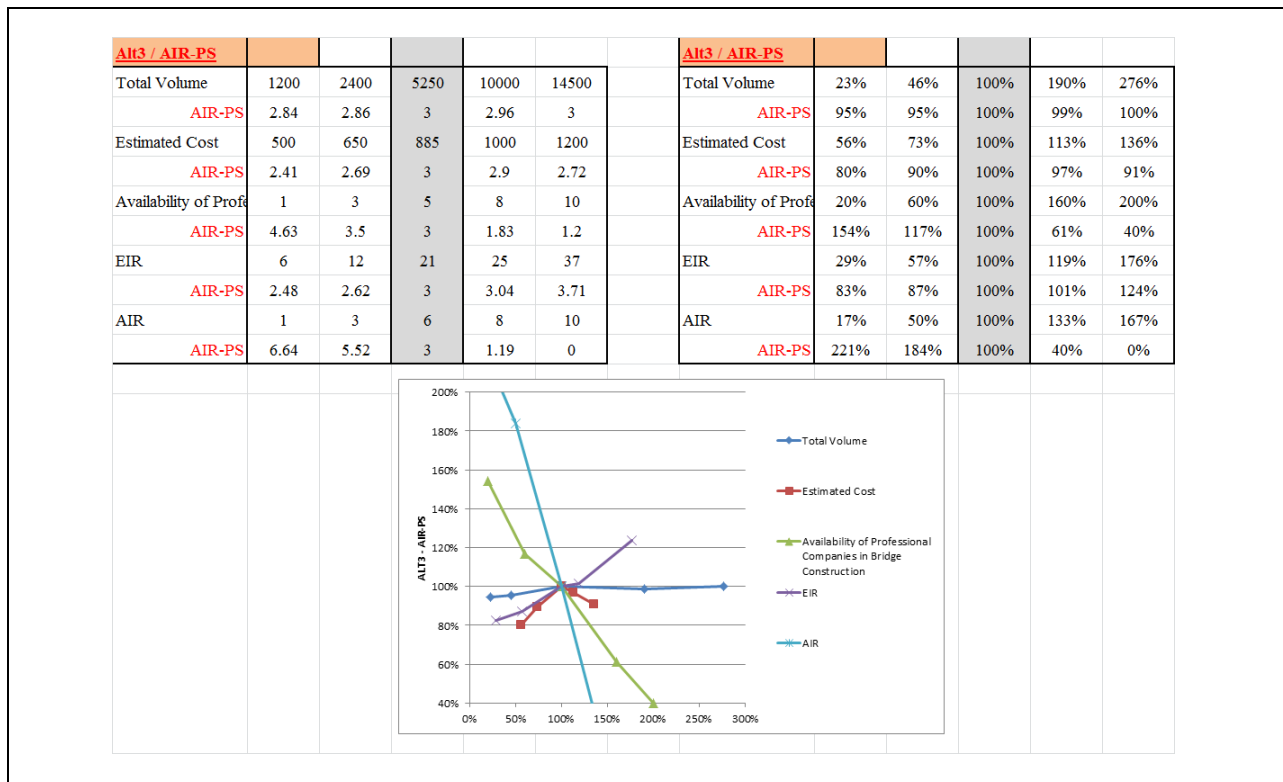 Alt3 / AIR-PS
Total Volume 1200 2400 5250 10000 14500
AIR-PS 2.84 2.86 3 2.96 3
Estimated Cost 500 650 885 1000 1200
AIR-PS 2.41 2.69 3 2.9 2.72
Availability of Profe 1 3 5 8 10
AIR-PS 4.63 3.5 3 1.83 1.2
EIR 6 12 21 25 37
AIR-PS 2.48 2.62 3 3.04 3.71
AIR 1 3 6 8 10
AIR-PS 6.64 5.52 3 1.19 0
Alt3 / AIR-PS
Total Volume 23% 46% 100% 190% 276%
AIR-PS 95% 95% 100% 99% 100%
Estimated Cost 56% 73% 100% 113% 136%
AIR-PS 80% 90% 100% 97% 91%
Availability of Profe 20% 60% 100% 160% 200%
AIR-PS 154% 117% 100% 61% 40%
EIR 29% 57% 100% 119% 176%
AIR-PS 83% 87% 100% 101% 124%
AIR 17% 50% 100% 133% 167%
AIR-PS 221% 184% 100% 40% 0%
ALT3 - AIR-PS
200%
180%
160%
140%
120%
100%
80%
60%
40%
0% 50% 100% 150% 200% 250% 300%
Total Volume
Estimated Cost
Availability of Professional
Companies in Bridge
Construction
EIR
AIR